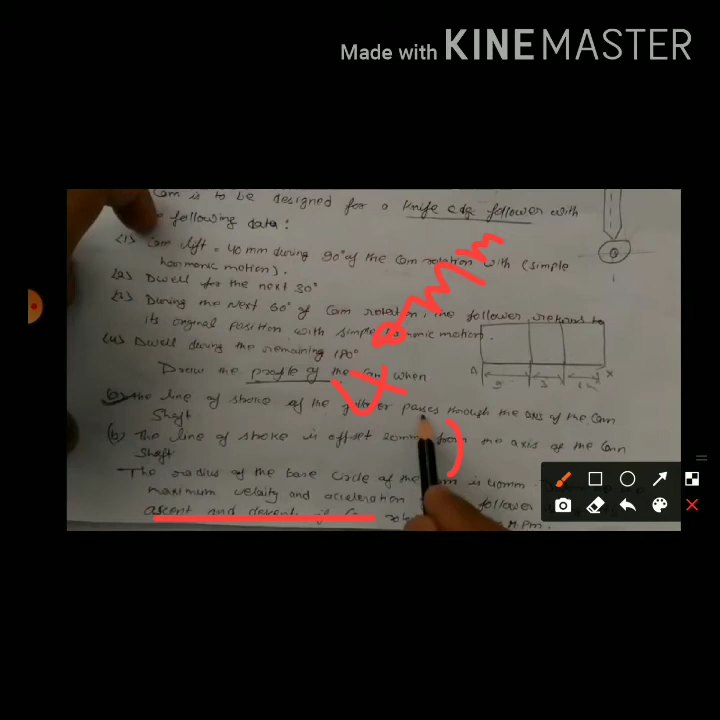 Made with KINEMASTER
Cam is to be designed for a Knife edge follower with
following data:
(1) Cam lift = 40 mm during 90° of the Cam rotation with (simple
harmonic motion).
(2) Dwell for the next 30°
(3) During the next 60° of Cam the follower returns to
its original position with simple motion.
(4) Dwell during the remaining 180°
Draw the profile of the Cam when
(a) the line of stroke of the passes through the axis of the Cam
Shaft
(b) The line of stroke is offset 20mm from the axis of the Cam
Shaft
The radius of the base circle of the is 40mm
maximum velocity and acceleration follower
ascent and
40mm